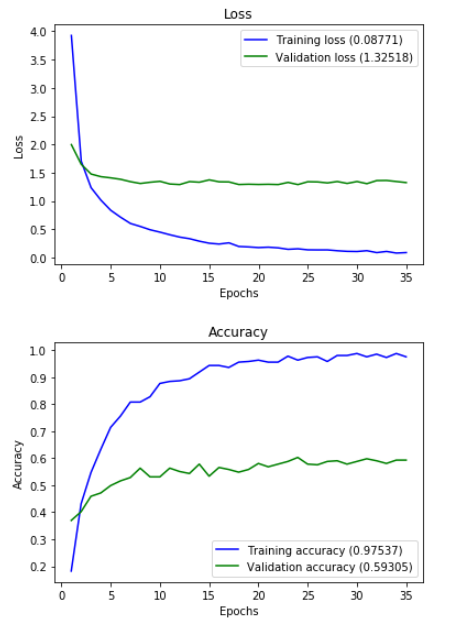 Loss
Training loss (0.08771)
Validation loss (1.32518)
4.0
3.5
3.0
2.5
2.0
1.5
1.0
0.5
0.0
Loss
0 5 10 15 20 25 30 35
Epochs
Accuracy
1.0
0.9
0.8
0.7
0.6
0.5
0.4
0.3
0.2
Accuracy
Training accuracy (0.97537)
Validation accuracy (0.59305)
0 5 10 15 20 25 30 35
Epochs